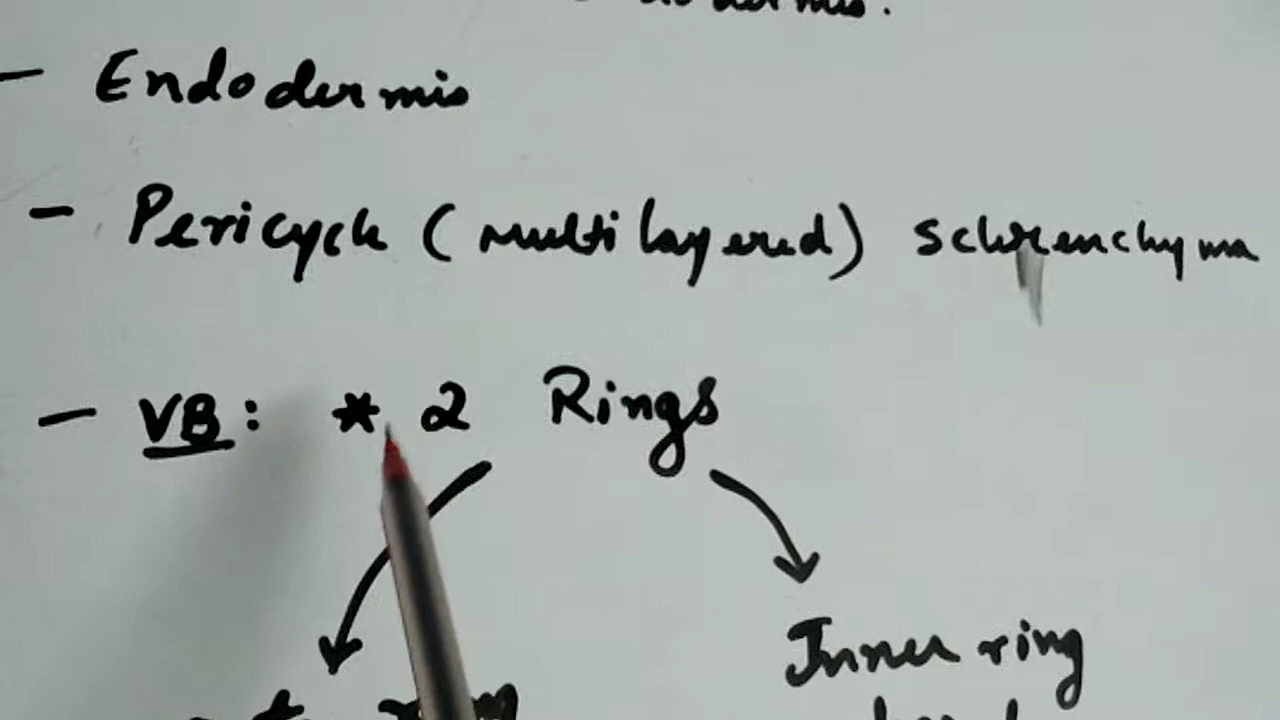 - Endodermis
- Pericycle (multilayered) sclerenchyma
- VB: * 2 Rings
Inner ring